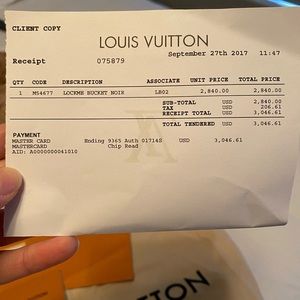 CLIENT COPY
LOUIS VUITTON
September 27th 2017 11:47
Receipt 075879
QTY CODE DESCRIPTION ASSOCIATE UNIT PRICE TOTAL PRICE
1 M54677 LOCKME BUCKET NOIR LB02 2,840.00 2,840.00
SUB-TOTAL USD 2,840.00
TAX USD 206.61
RECEIPT TOTAL USD 3,046.61
TOTAL TENDERED USD 3,046.61
PAYMENT
MASTER CARD Ending 9365 Auth 01714S USD 3,046.61
MASTERCARD Chip Read
AID: A0000000041010